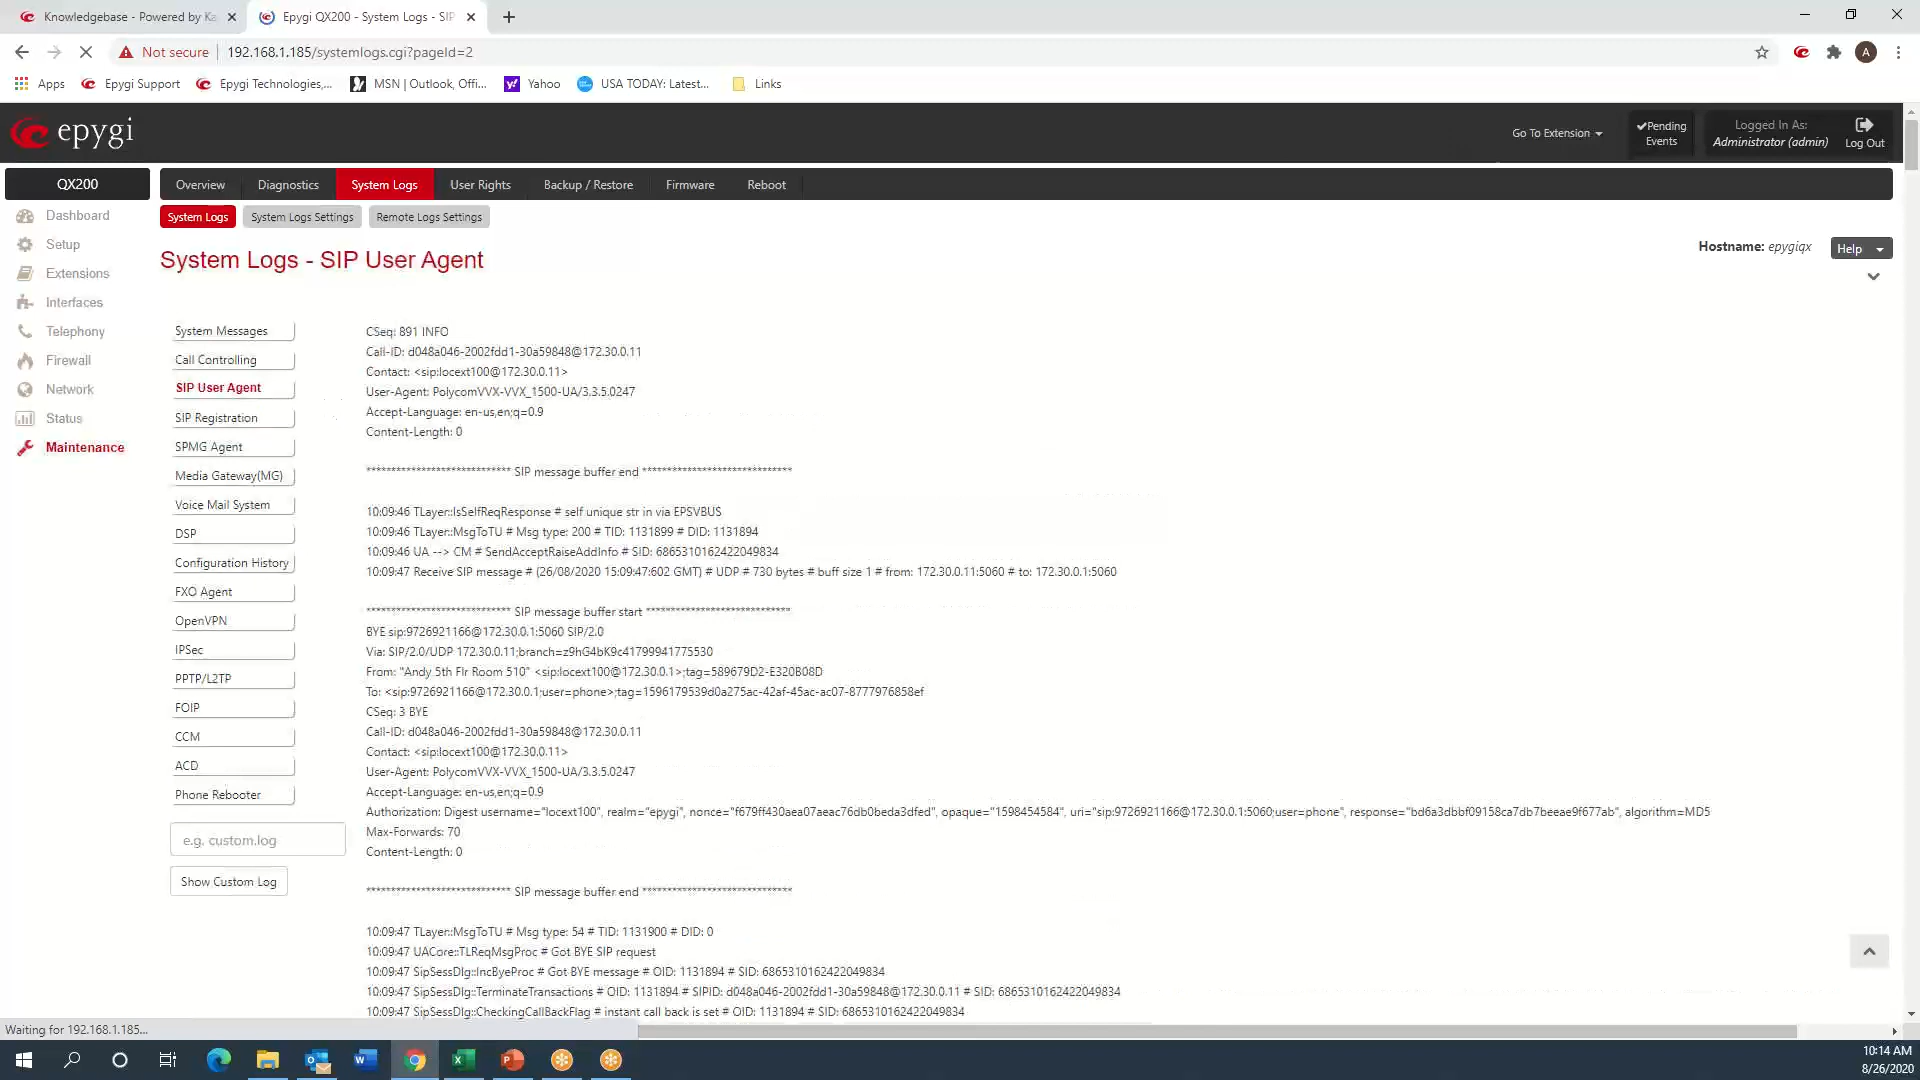 Knowledgebase - Powered by Ka
Epygi QX200 - System Logs - SIP
Not secure
192.168.1.185/systemlogs.cgi?pageId=2
A
Apps
Epygi Support
Epygi Technologies,...
MSN | Outlook, Offi...
Yahoo
USA TODAY: Latest...
Links
epygi
Go To Extension
Pending
Events
Logged In As:
Administrator (admin)
Log Out
QX200
Overview
Diagnostics
System Logs
User Rights
Backup / Restore
Firmware
Reboot
Dashboard
Setup
Extensions
Interfaces
Telephony
Firewall
Network
Status
Maintenance
System Logs
System Logs Settings
Remote Logs Settings
System Logs - SIP User Agent
Hostname: epygiqx
Help
System Messages
Call Controlling
SIP User Agent
SIP Registration
SPMG Agent
Media Gateway(MG)
Voice Mail System
DSP
Configuration History
FXO Agent
OpenVPN
IPSec
PPTP/L2TP
FOIP
CCM
ACD
Phone Rebooter
e.g. custom.log
Show Custom Log
CSeq: 891 INFO
Call-ID: d048a046-2002fdd1-30a59848@172.30.0.11
Contact: <sip:locext100@172.30.0.11>
User-Agent: PolycomVVX-VVX_1500-UA/3.3.5.0247
Accept-Language: en-us,en;q=0.9
Content-Length: 0
***************************** SIP message buffer end ******************************
10:09:46 TLayer::IsSelfReqResponse # self unique str in via EPSVBUS
10:09:46 TLayer::MsgToTU # Msg type: 200 # TID: 1131899 # DID: 1131894
10:09:46 UA --> CM # SendAcceptRaiseAddInfo # SID: 6865310162422049834
10:09:47 Receive SIP message # (26/08/2020 15:09:47:602 GMT) # UDP # 730 bytes # buff size 1 # from: 172.30.0.11:5060 # to: 172.30.0.1:5060
***************************** SIP message buffer start *****************************
BYE sip:9726921166@172.30.0.1:5060 SIP/2.0
Via: SIP/2.0/UDP 172.30.0.11;branch=z9hG4bK9c41799941775530
From: "Andy 5th Flr Room 510" <sip:locext100@172.30.0.1>;tag=589679D2-E320B08D
To: <sip:9726921166@172.30.0.1;user=phone>;tag=1596179539d0a275ac-42af-45ac-ac07-8777976858ef
CSeq: 3 BYE
Call-ID: d048a046-2002fdd1-30a59848@172.30.0.11
Contact: <sip:locext100@172.30.0.11>
User-Agent: PolycomVVX-VVX_1500-UA/3.3.5.0247
Accept-Language: en-us,en;q=0.9
Authorization: Digest username="locext100", realm="epygi", nonce="f679ff430aea07aeac76db0beda3dfed", opaque="1598454584", uri="sip:9726921166@172.30.0.1:5060;user=phone", response="bd6a3dbbf09158ca7db7beeae9f677ab", algorithm=MD5
Max-Forwards: 70
Content-Length: 0
***************************** SIP message buffer end ******************************
10:09:47 TLayer::MsgToTU # Msg type: 54 # TID: 1131900 # DID: 0
10:09:47 UACore::TLReqMsgProc # Got BYE SIP request
10:09:47 SipSessDlg::IncByeProc # Got BYE message # OID: 1131894 # SID: 6865310162422049834
10:09:47 SipSessDlg::TerminateTransactions # OID: 1131894 # SIPID: d048a046-2002fdd1-30a59848@172.30.0.11 # SID: 6865310162422049834
10:09:47 SipSessDlg::CheckingCallBackFlag # instant call back is set # OID: 1131894 # SID: 6865310162422049834
Waiting for 192.168.1.185...
10:14 AM
8/26/2020